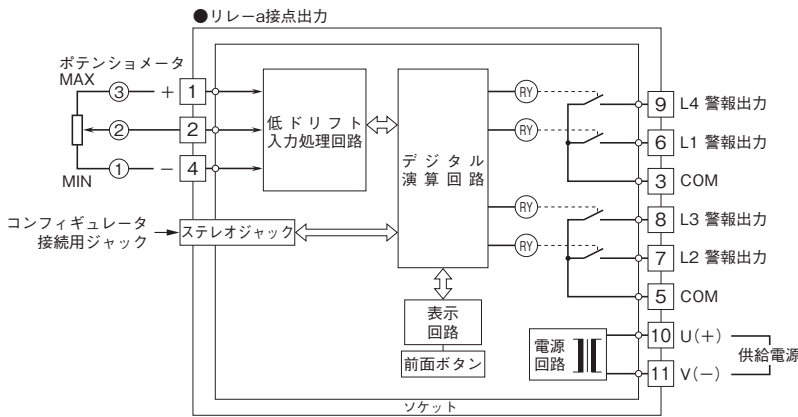 ●リレーa接点出力
ポテンショメータ
MAX
③ + 1
② 2
① − 4
MIN
低ドリフト
入力処理回路
デジタル
演算回路
RY
RY
RY
RY
9 L4 警報出力
6 L1 警報出力
3 COM
8 L3 警報出力
7 L2 警報出力
5 COM
コンフィギュレータ
接続用ジャック
ステレオジャック
表示
回路
前面ボタン
電源
回路
10 U(+)
11 V(−)
供給電源
ソケット